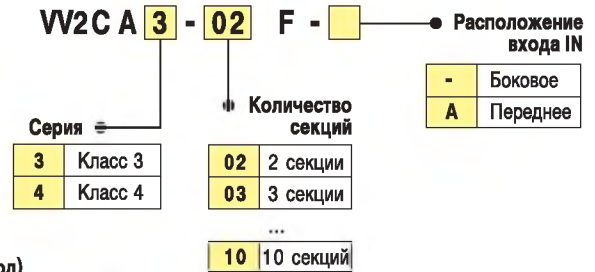 VV2C A 3 - 02 F -
Расположение
входа IN
- Боковое
A Переднее
Серия
3 Класс 3
4 Класс 4
Количество
секций
02 2 секции
03 3 секции
...
10 10 секций
од)